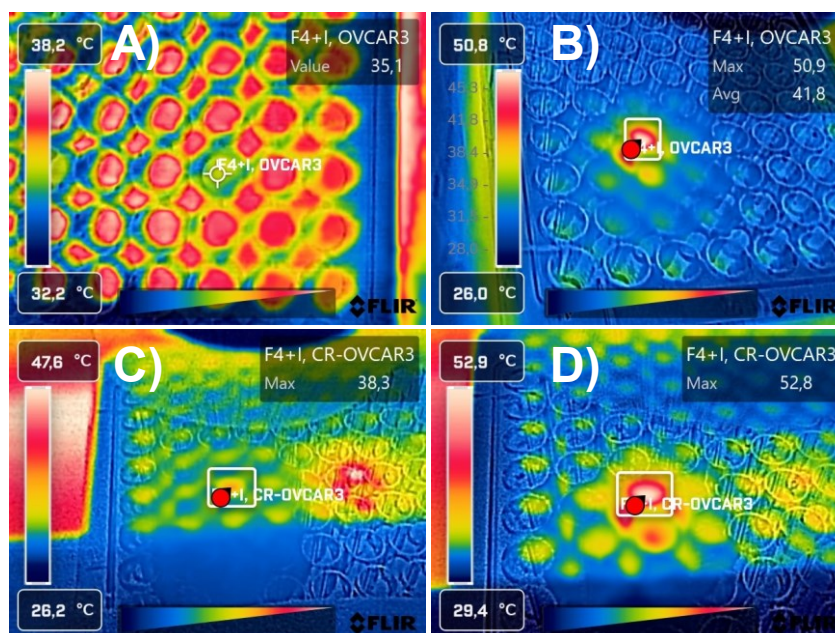 38,2 °C
A)
F4+I, OVCAR3
Value 35,1
F4+I, OVCAR3
32,2 °C
FLIR
50,8 °C
B)
F4+I, OVCAR3
Max 50,9
Avg 41,8
45,3
41,8
38,4
34,9
F4+I, OVCAR3
28,0
26,0 °C
FLIR
47,6 °C
C)
F4+I, CR-OVCAR3
Max 38,3
+I, CR-OVCAR3
26,2 °C
FLIR
52,9 °C
D)
F4+I, CR-OVCAR3
Max 52,8
I, CR-OVCAR3
29,4 °C
FLIR